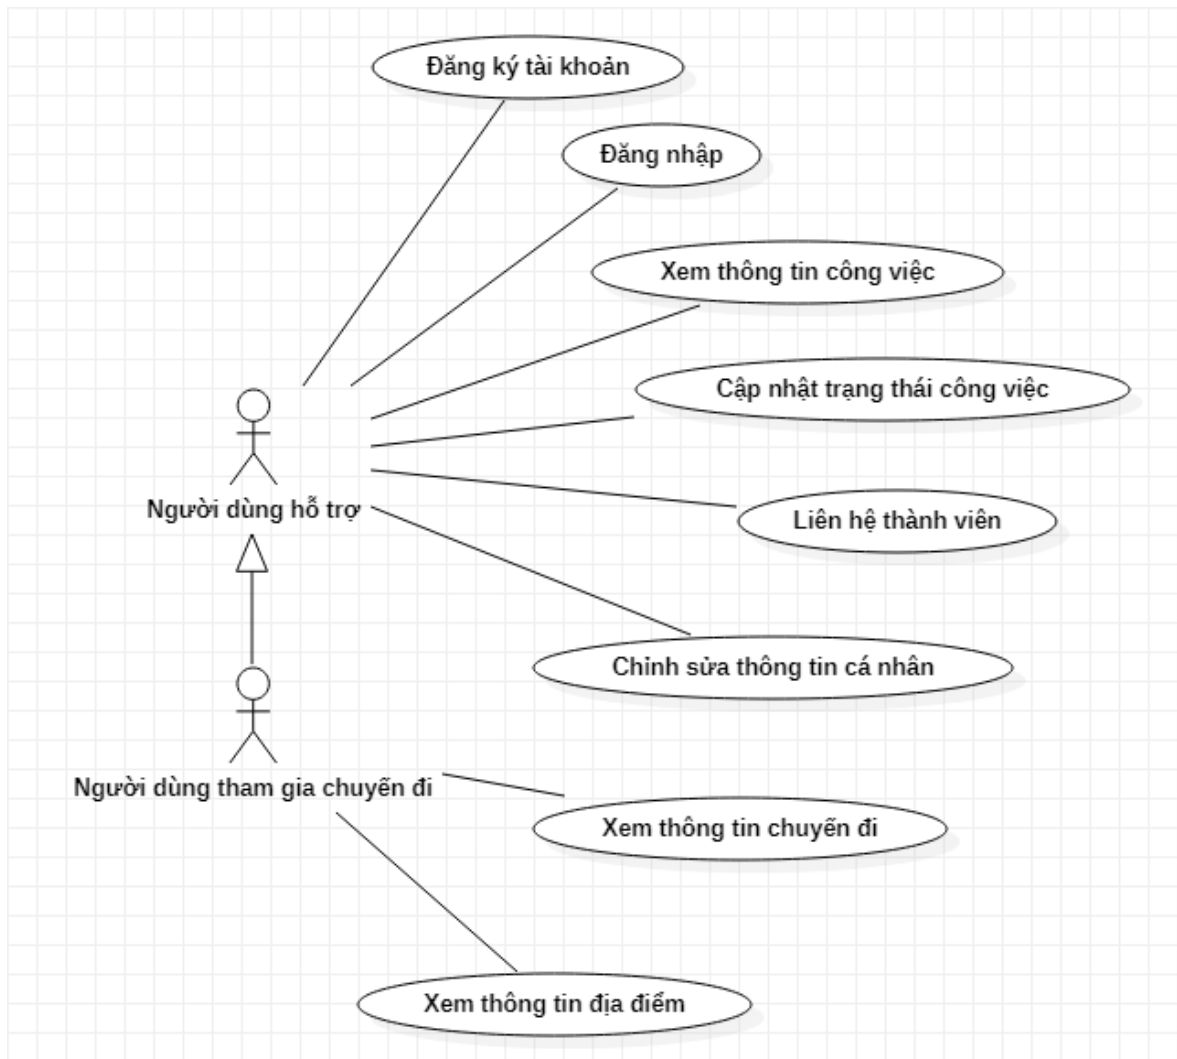 Đăng ký tài khoản
Đăng nhập
Xem thông tin công việc
Cập nhật trạng thái công việc
Người dùng hỗ trợ
Liên hệ thành viên
Chỉnh sửa thông tin cá nhân
Người dùng tham gia chuyến đi
Xem thông tin chuyến đi
Xem thông tin địa điểm